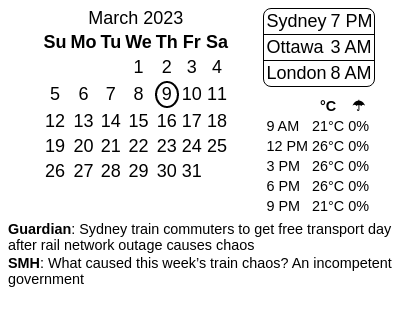 March 2023
Su Mo Tu We Th Fr Sa
1 2 3 4
5 6 7 8 9 10 11
12 13 14 15 16 17 18
19 20 21 22 23 24 25
26 27 28 29 30 31
Sydney 7 PM
Ottawa 3 AM
London 8 AM
°C ☂
9 AM 21°C 0%
12 PM 26°C 0%
3 PM 26°C 0%
6 PM 26°C 0%
9 PM 21°C 0%
Guardian: Sydney train commuters to get free transport day
after rail network outage causes chaos
SMH: What caused this week's train chaos? An incompetent
government